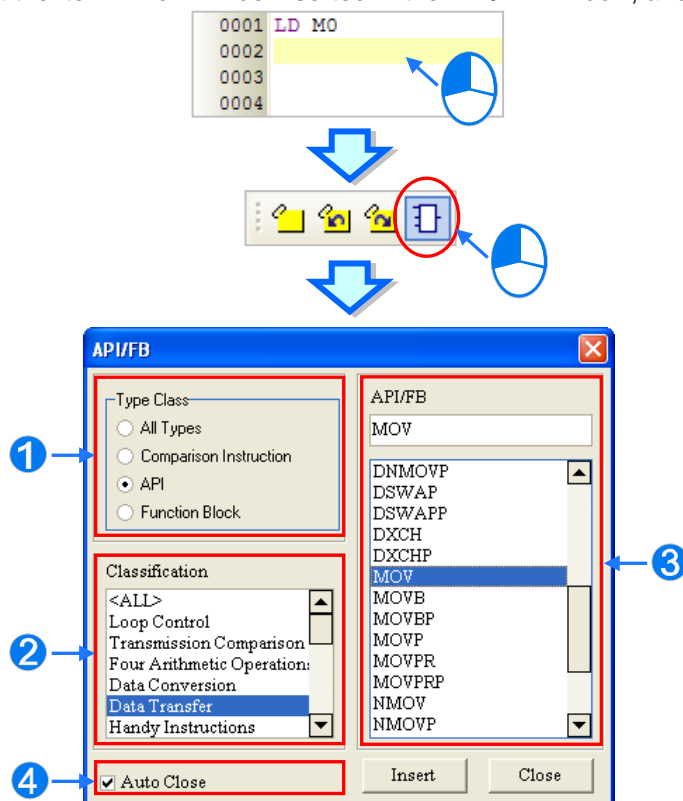 0001 LD M0
0002
0003
0004
API/FB
1
Type Class
All Types
Comparison Instruction
API
Function Block
2
Classification
<ALL>
Loop Control
Transmission Comparison
Four Arithmetic Operation
Data Conversion
Data Transfer
Handy Instructions
4
Auto Close
API/FB
MOV
DNMOVP
DSWAP
DSWAPP
DXCH
DXCHP
MOV
MOVB
MOVBP
MOVP
MOVPR
MOVPRP
NMOV
NMOVP
3
Insert
Close